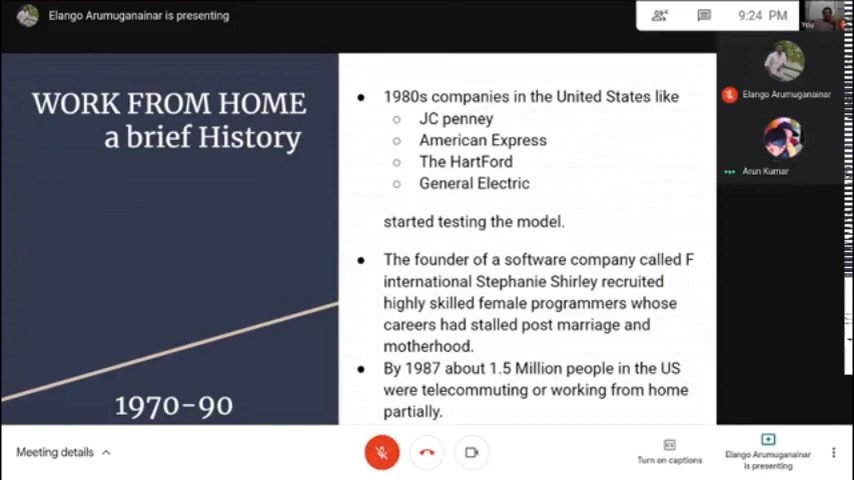 Elango Arumuganainar is presenting
4
9:24 PM
You
WORK FROM HOME
a brief History
1970-90
● 1980s companies in the United States like
○ JC penney
○ American Express
○ The HartFord
○ General Electric
started testing the model.
● The founder of a software company called F
international Stephanie Shirley recruited
highly skilled female programmers whose
careers had stalled post marriage and
motherhood.
● By 1987 about 1.5 Million people in the US
were telecommuting or working from home
partially.
Elango Arumuganainar
Arun Kumar
Meeting details
Turn on captions
Elango Arumuganainar
is presenting